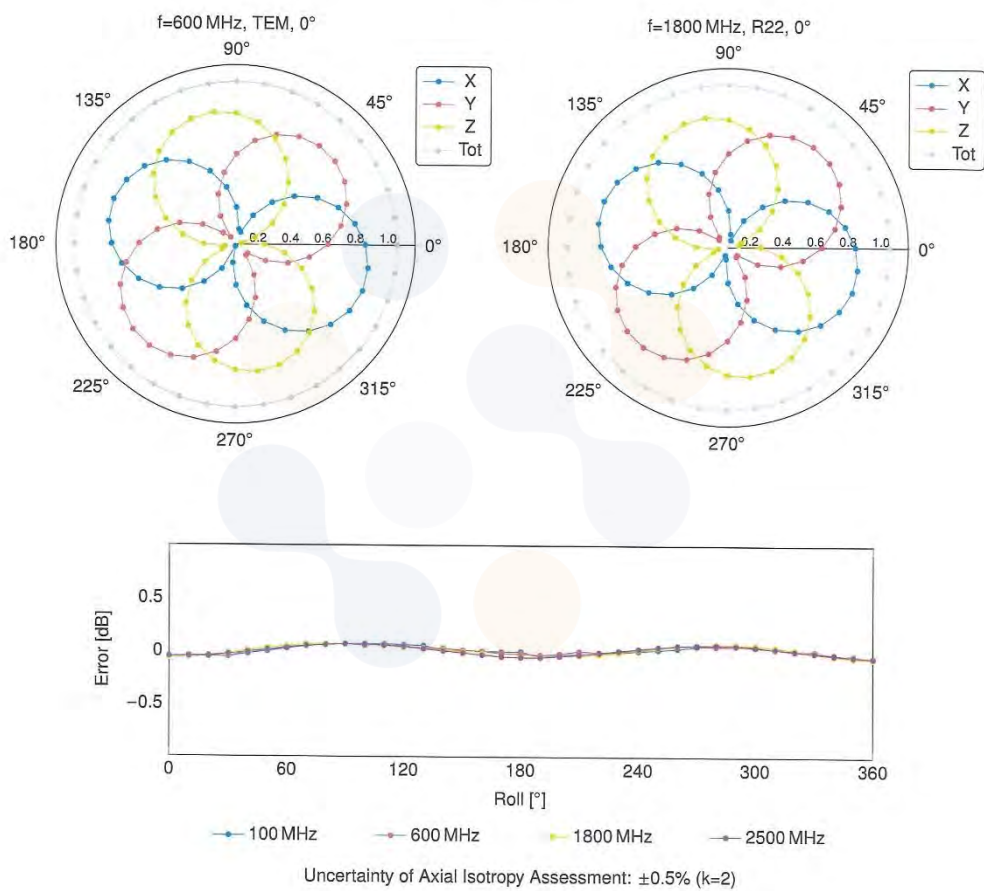 f=600 MHz, TEM, 0°
90°
135°
45°
180°
0.2 0.4 0.6 0.8 1.0
0°
225°
315°
270°
X
Y
Z
Tot
f=1800 MHz, R22, 0°
90°
135°
45°
180°
0.2 0.4 0.6 0.8 1.0
0°
225°
315°
270°
X
Y
Z
Tot
Error [dB]
0.5
0
−0.5
0 60 120 180 240 300 360
Roll [°]
100 MHz 600 MHz 1800 MHz 2500 MHz
Uncertainty of Axial Isotropy Assessment: ±0.5% (k=2)